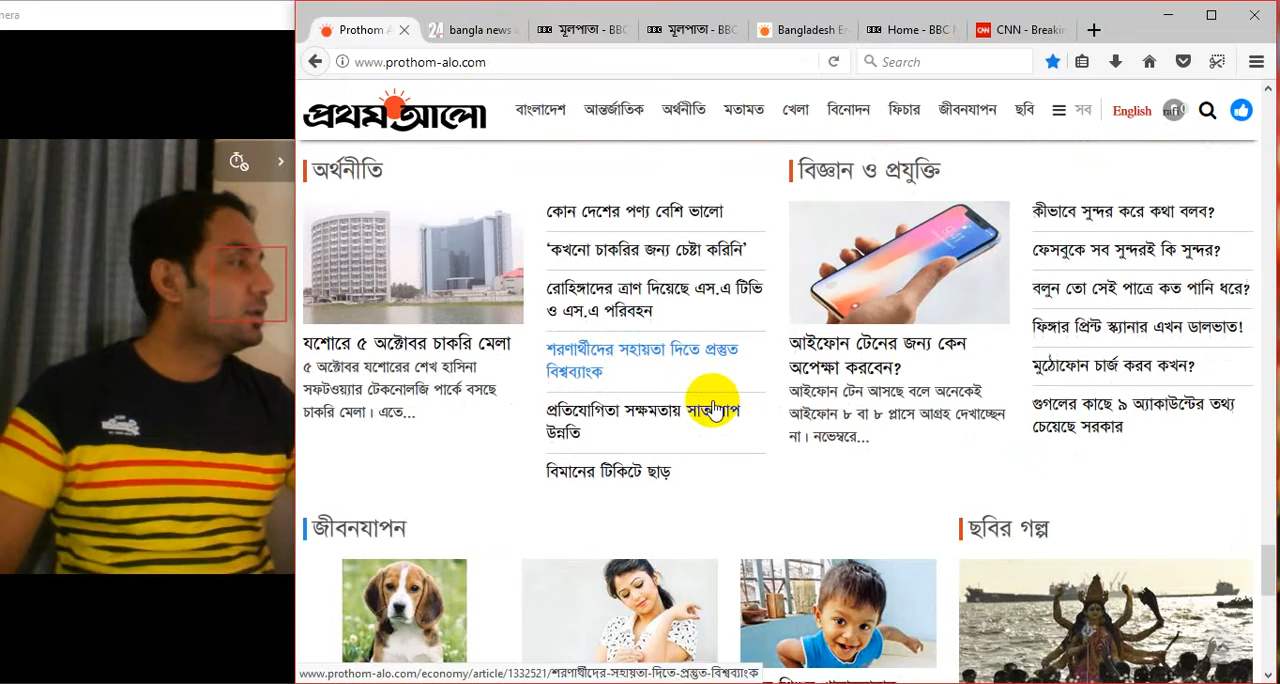 nera
Prothom A
bangla news
মূলপাতা - BBC
মূলপাতা - BBC
Bangladesh E
Home - BBC
CNN - Breaki
www.prothom-alo.com
Search
প্রথম আলো
বাংলাদেশ আন্তর্জাতিক অর্থনীতি মতামত খেলা বিনোদন ফিচার জীবনযাপন ছবি সব English
অর্থনীতি
যশোরে ৫ অক্টোবর চাকরি মেলা
৫ অক্টোবর যশোরের শেখ হাসিনা
সফটওয়্যার টেকনোলজি পার্কে বসছে
চাকরি মেলা। এতে...
কোন দেশের পণ্য বেশি ভালো
‘কখনো চাকরির জন্য চেষ্টা করিনি’
রোহিঙ্গাদের ত্রাণ দিয়েছে এস.এ টিভি
ও এস.এ পরিবহন
শরণার্থীদের সহায়তা দিতে প্রস্তুত
বিশ্বব্যাংক
প্রতিযোগিতা সক্ষমতায় সাত ধাপ
উন্নতি
বিমানের টিকিটে ছাড়
বিজ্ঞান ও প্রযুক্তি
আইফোন টেনের জন্য কেন
অপেক্ষা করবেন?
আইফোন টেন আসছে বলে অনেকেই
আইফোন ৮ বা ৮ প্লাসে আগ্রহ দেখাচ্ছেন
না। নভেম্বরে...
কীভাবে সুন্দর করে কথা বলব?
ফেসবুকে সব সুন্দরই কি সুন্দর?
বলুন তো সেই পাত্রে কত পানি ধরে?
ফিঙ্গার প্রিন্ট স্ক্যানার এখন ডালভাত!
মুঠোফোন চার্জ করব কখন?
গুগলের কাছে ৯ অ্যাকাউন্টের তথ্য
চেয়েছে সরকার
জীবনযাপন
ছবির গল্প
www.prothom-alo.com/economy/article/1332521/শরণার্থীদের-সহায়তা-দিতে-প্রস্তুত-বিশ্বব্যাংক